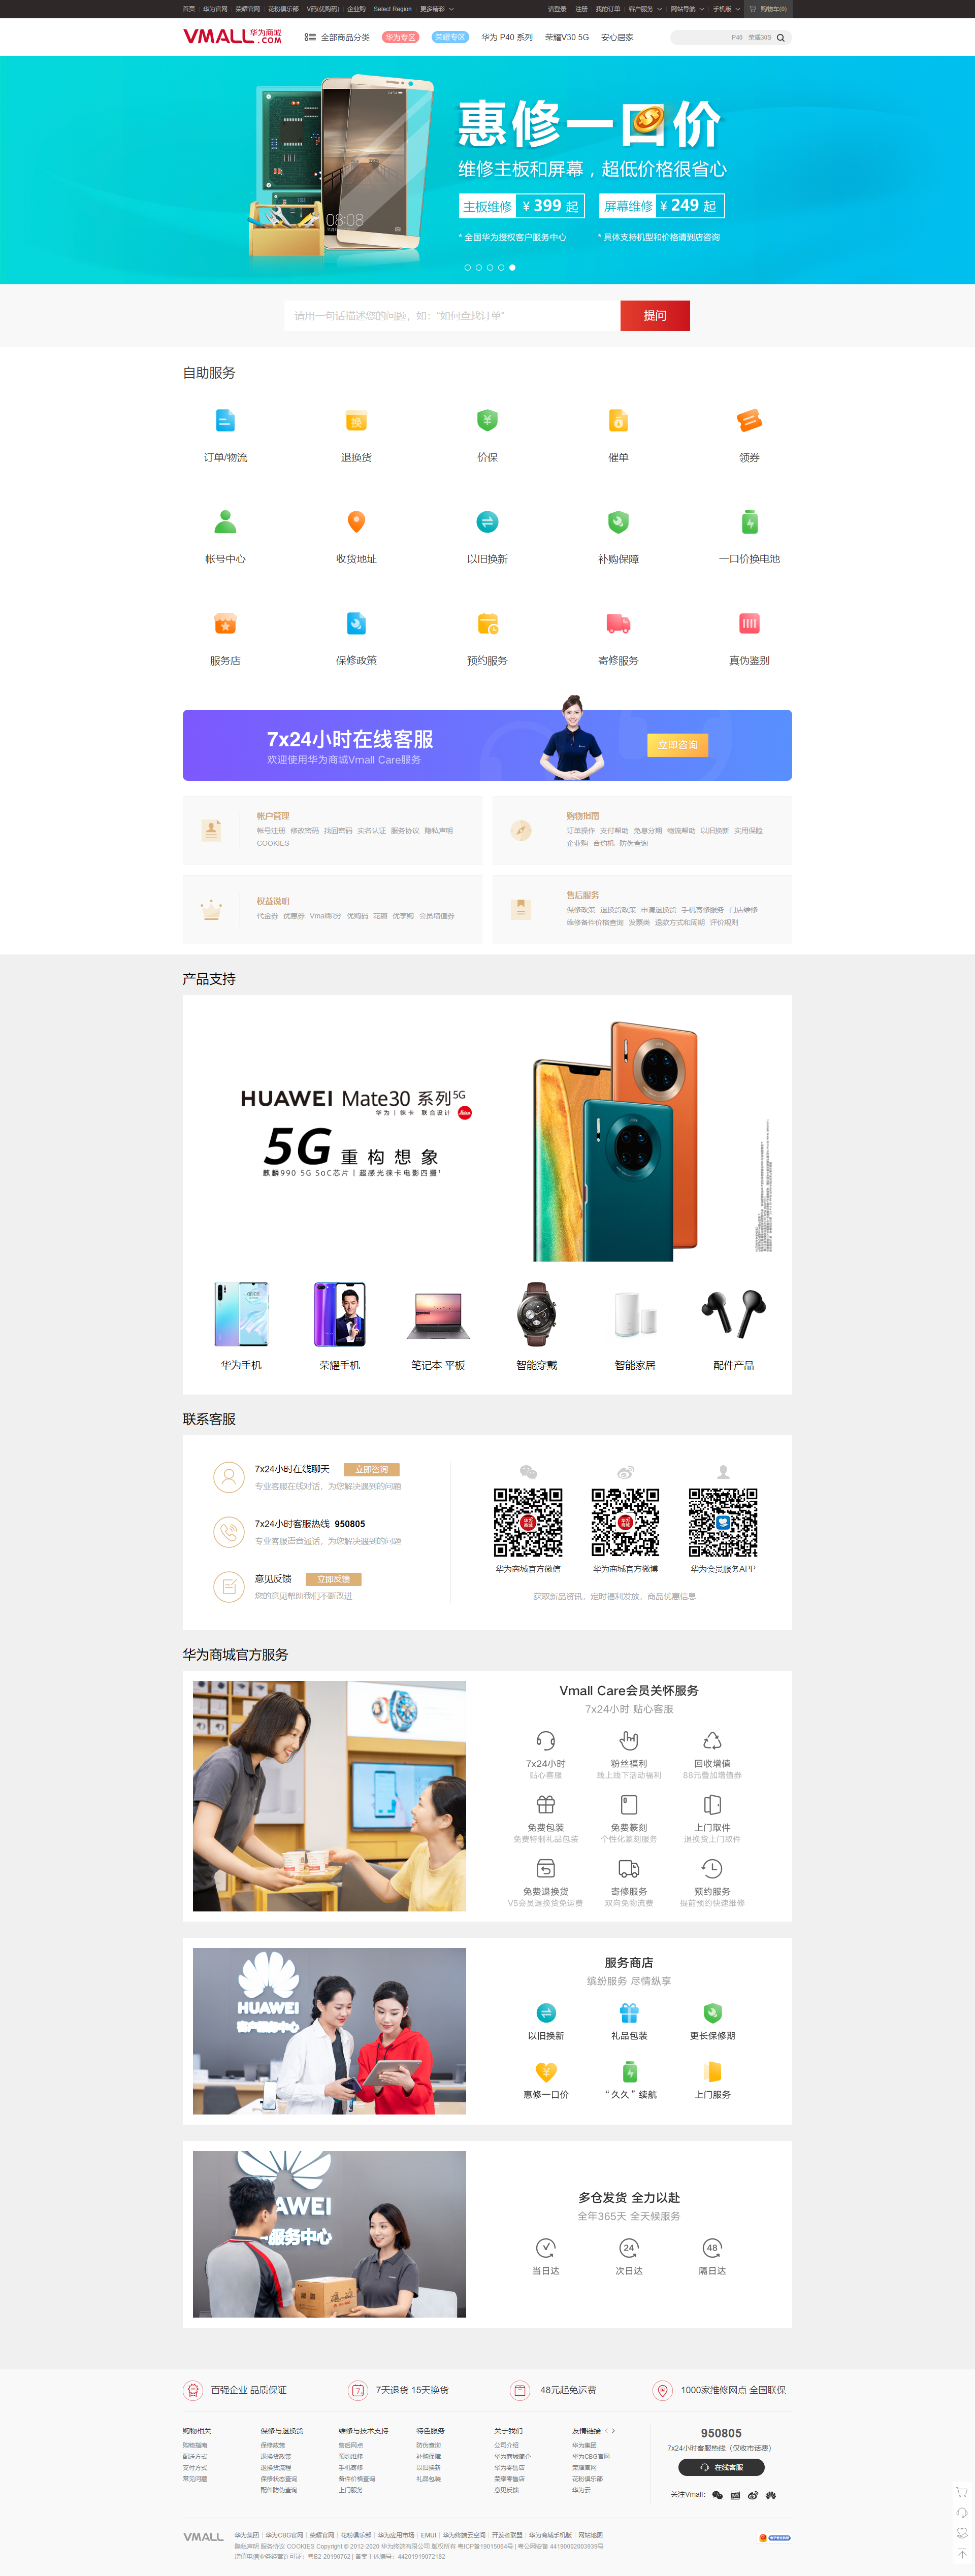 首页 华为官网 荣耀官网 花粉俱乐部 V码(优购码) 企业购 Select Region 更多精彩
请登录 注册 我的订单 客户服务 网站导航 手机版 购物车(0)
VMALL 华为商城 .COM 全部商品分类 华为专区 荣耀专区 华为 P40 系列 荣耀V30 5G 安心居家 P40 荣耀30S
惠修一口价
维修主板和屏幕，超低价格很省心
主板维修 ¥ 399 起 屏幕维修 ¥ 249 起
* 全国华为授权客户服务中心 * 具体支持机型和价格请到店咨询
08:08
请用一句话描述您的问题，如：“如何查找订单” 提问
自助服务
换
订单/物流 退换货 价保 催单 领券
帐号中心 收货地址 以旧换新 补购保障 一口价换电池
服务店 保修政策 预约服务 寄修服务 真伪鉴别
7x24小时在线客服
欢迎使用华为商城Vmall Care服务
立即咨询
帐户管理
帐号注册 修改密码 找回密码 实名认证 服务协议 隐私声明
COOKIES
购物指南
订单操作 支付帮助 免息分期 物流帮助 以旧换新 实用保险
企业购 合约机 防伪查询
权益说明
代金券 优惠券 Vmall积分 优购码 花瓣 优享购 会员增值券
售后服务
保修政策 退换货政策 申请退换货 手机寄修服务 门店维修
维修备件价格查询 发票类 退款方式和周期 评价规则
产品支持
HUAWEI Mate30 系列5G
华为 | 徕卡 联合设计
5G 重构想象
麒麟990 5G SoC芯片 | 超感光徕卡电影四摄¹
华为手机 荣耀手机 笔记本 平板 智能穿戴 智能家居 配件产品
联系客服
7x24小时在线聊天 立即咨询
专业客服在线对话，为您解决遇到的问题
7x24小时客服热线 950805
专业客服语音通话，为您解决遇到的问题
意见反馈 立即反馈
您的意见帮助我们不断改进
华为商城 华为商城
华为商城官方微信 华为商城官方微博 华为会员服务APP
获取新品资讯，定时福利发放，商品优惠信息......
华为商城官方服务
Vmall Care会员关怀服务
7x24小时 贴心客服
7x24小时 粉丝福利 回收增值
贴心客服 线上线下活动福利 88元叠加增值券
免费包装 免费篆刻 上门取件
免费特制礼品包装 个性化篆刻服务 退换货上门取件
免费退换货 寄修服务 预约服务
V5会员退换货免运费 双向免物流费 提前预约快速维修
HUAWEI
客户服务中心
服务商店
缤纷服务 尽情纵享
以旧换新 礼品包装 更长保修期
惠修一口价 “久久”续航 上门服务
AWEI
服务中心
多仓发货 全力以赴
全年365天 全天候服务
24 48
当日达 次日达 隔日达
百强企业 品质保证 7天退货 15天换货 48元起免运费 1000家维修网点 全国联保
购物相关
购物指南
配送方式
支付方式
常见问题
保修与退换货
保修政策
退换货政策
退换货流程
保修状态查询
配件防伪查询
维修与技术支持
售后网点
预约维修
手机寄修
备件价格查询
上门服务
特色服务
防伪查询
补购保障
以旧换新
礼品包装
关于我们
公司介绍
华为商城简介
华为零售店
荣耀零售店
意见反馈
友情链接
华为集团
华为CBG官网
荣耀官网
花粉俱乐部
华为云
950805
7x24小时客服热线（仅收市话费）
在线客服
关注Vmall:
VMALL
华为集团 华为CBG官网 荣耀官网 花粉俱乐部 华为应用市场 EMUI 华为终端云空间 开发者联盟 华为商城手机版 网站地图
隐私声明 服务协议 COOKIES Copyright © 2012-2020 华为终端有限公司 版权所有 粤ICP备19015064号 | 粤公网安备 44190002003939号
增值电信业务经营许可证：粤B2-20190762 | 备案主体编号：44201919072182